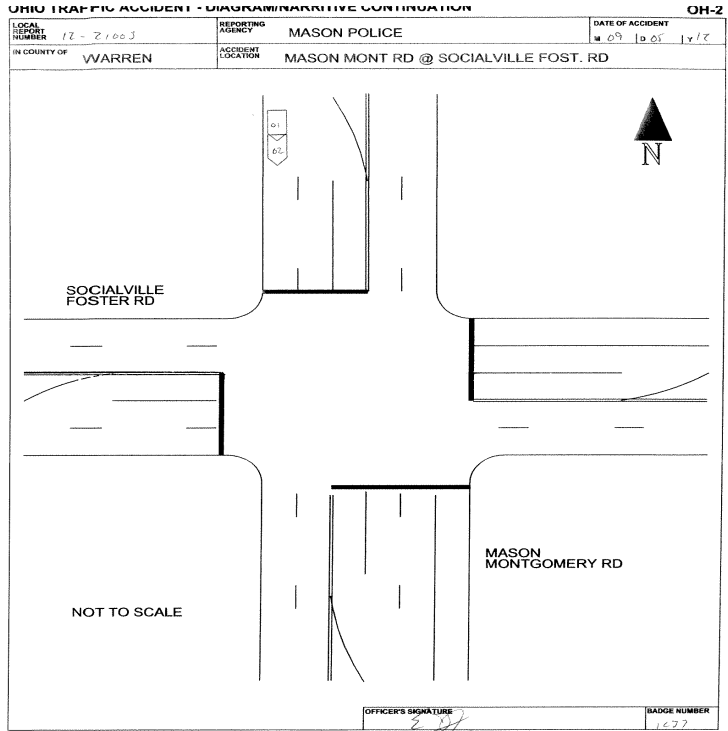 OHIO TRAFFIC ACCIDENT - DIAGRAM/NARRITIVE CONTINUATION OH-2
LOCAL REPORT NUMBER 12-21003 REPORTING AGENCY MASON POLICE DATE OF ACCIDENT M 09 D 05 Y 12
IN COUNTY OF WARREN ACCIDENT LOCATION MASON MONT RD @ SOCIALVILLE FOST. RD
01
02
N
SOCIALVILLE
FOSTER RD
MASON
MONTGOMERY RD
NOT TO SCALE
OFFICER'S SIGNATURE BADGE NUMBER